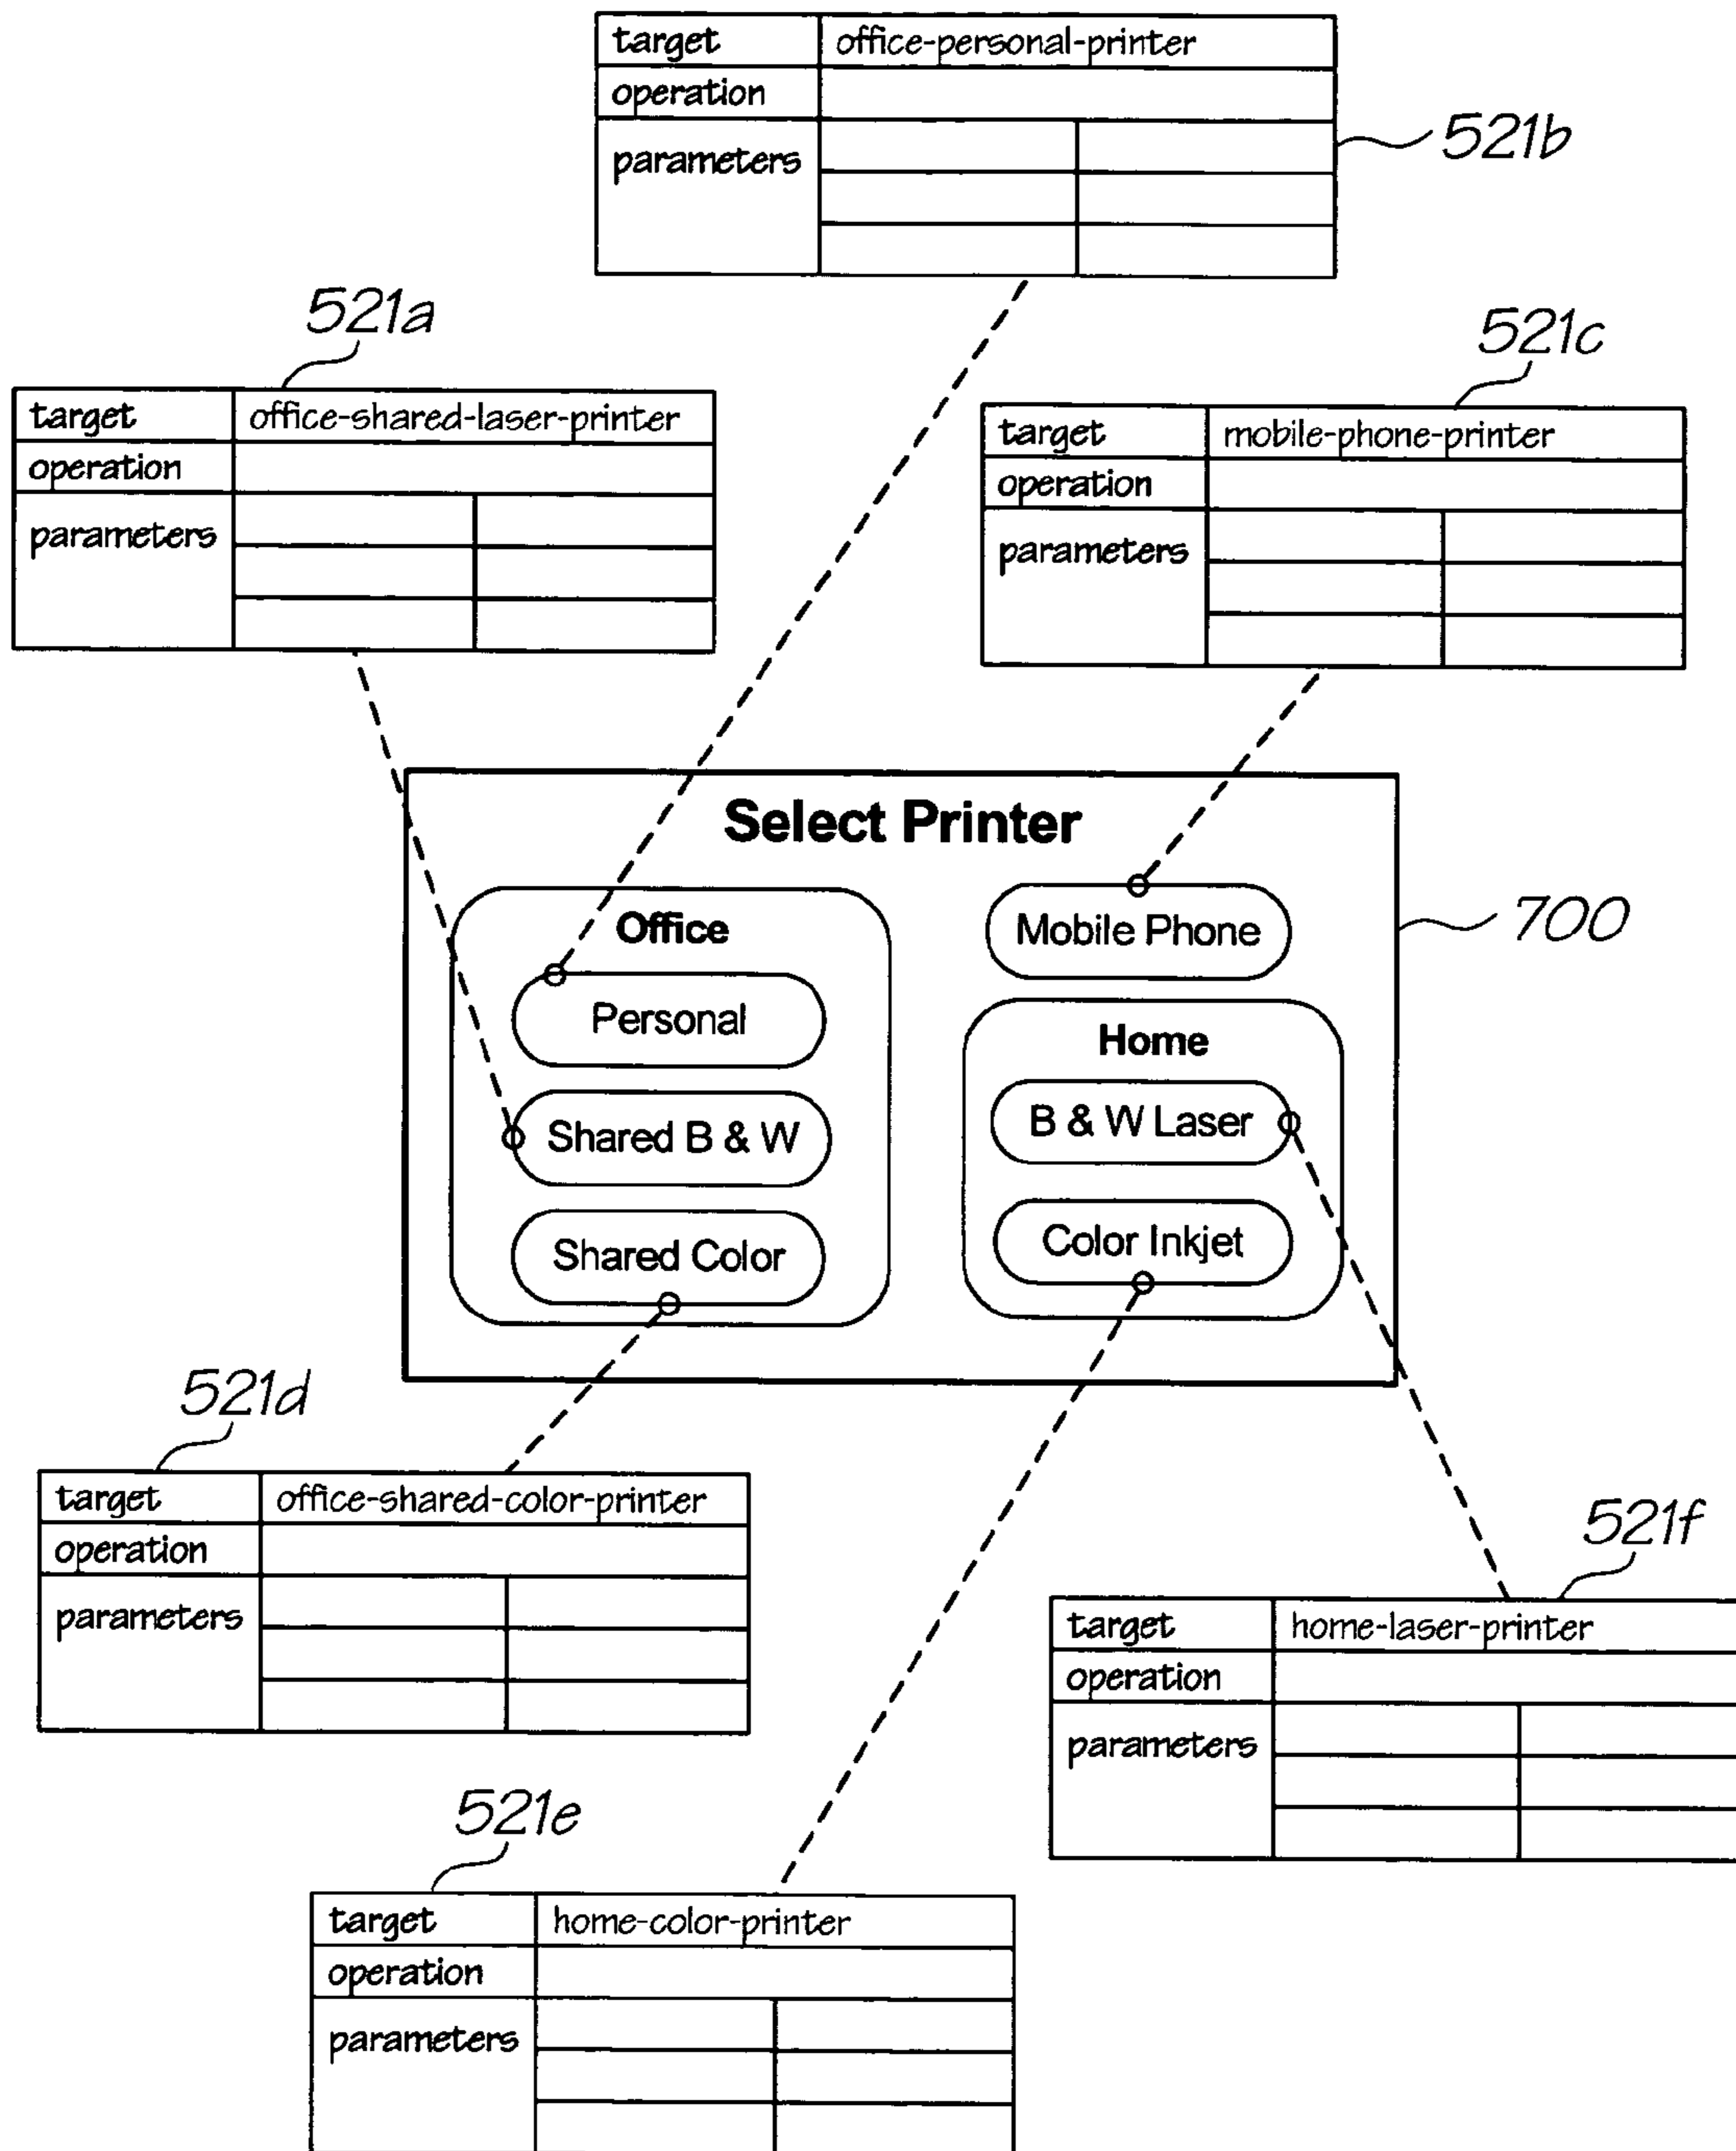 target office-personal-printer
operation
parameters
521b
521a
target office-shared-laser-printer
operation
parameters
521c
target mobile-phone-printer
operation
parameters
Select Printer
Office
Personal
Shared B & W
Shared Color
Mobile Phone
Home
B & W Laser
Color Inkjet
700
521d
target office-shared-color-printer
operation
parameters
521f
target home-laser-printer
operation
parameters
521e
target home-color-printer
operation
parameters